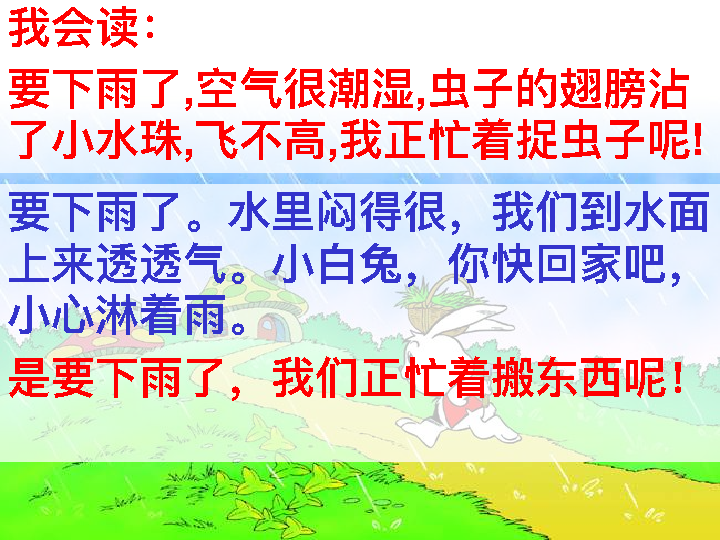 我会读：
要下雨了,空气很潮湿,虫子的翅膀沾
了小水珠,飞不高,我正忙着捉虫子呢!
要下雨了。水里闷得很，我们到水面
上来透透气。小白兔，你快回家吧，
小心淋着雨。
是要下雨了，我们正忙着搬东西呢！